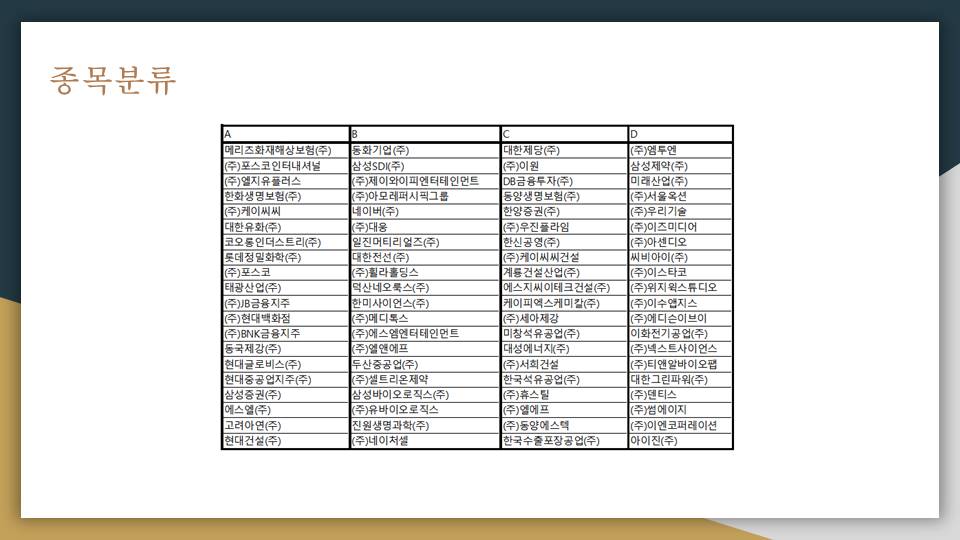 종목분류
A B C D
메리츠화재해상보험(주) 동화기업(주) 대한제당(주) (주)엠투엔
(주)포스코인터내셔널 삼성SDI(주) (주)이원 삼성제약(주)
(주)엘지유플러스 (주)제이와이피엔터테인먼트 DB금융투자(주) 미래산업(주)
한화생명보험(주) (주)아모레퍼시픽그룹 동양생명보험(주) (주)서울옥션
(주)케이씨씨 네이버(주) 한양증권(주) (주)우리기술
대한유화(주) (주)대웅 (주)우진플라임 (주)이즈미디어
코오롱인더스트리(주) 일진머티리얼즈(주) 한신공영(주) (주)아센디오
롯데정밀화학(주) 대한전선(주) (주)케이씨씨건설 씨비아이(주)
(주)포스코 (주)휠라홀딩스 계룡건설산업(주) (주)이스타코
태광산업(주) 덕산네오룩스(주) 에스지씨이테크건설(주) (주)위지윅스튜디오
(주)JB금융지주 한미사이언스(주) 케이피엑스케미칼(주) (주)이수앱지스
(주)현대백화점 (주)메디톡스 (주)세아제강 (주)에디슨이브이
(주)BNK금융지주 (주)에스엠엔터테인먼트 미창석유공업(주) 이화전기공업(주)
동국제강(주) (주)엘앤에프 대성에너지(주) (주)넥스트사이언스
현대글로비스(주) 두산중공업(주) (주)서희건설 (주)티앤알바이오팹
현대중공업지주(주) (주)셀트리온제약 한국석유공업(주) 대한그린파워(주)
삼성증권(주) 삼성바이오로직스(주) (주)휴스틸 (주)덴티스
에스엘(주) (주)유바이오로직스 (주)엘에프 (주)썸에이지
고려아연(주) 진원생명과학(주) (주)동양에스텍 (주)이엔코퍼레이션
현대건설(주) (주)네이처셀 한국수출포장공업(주) 아이진(주)